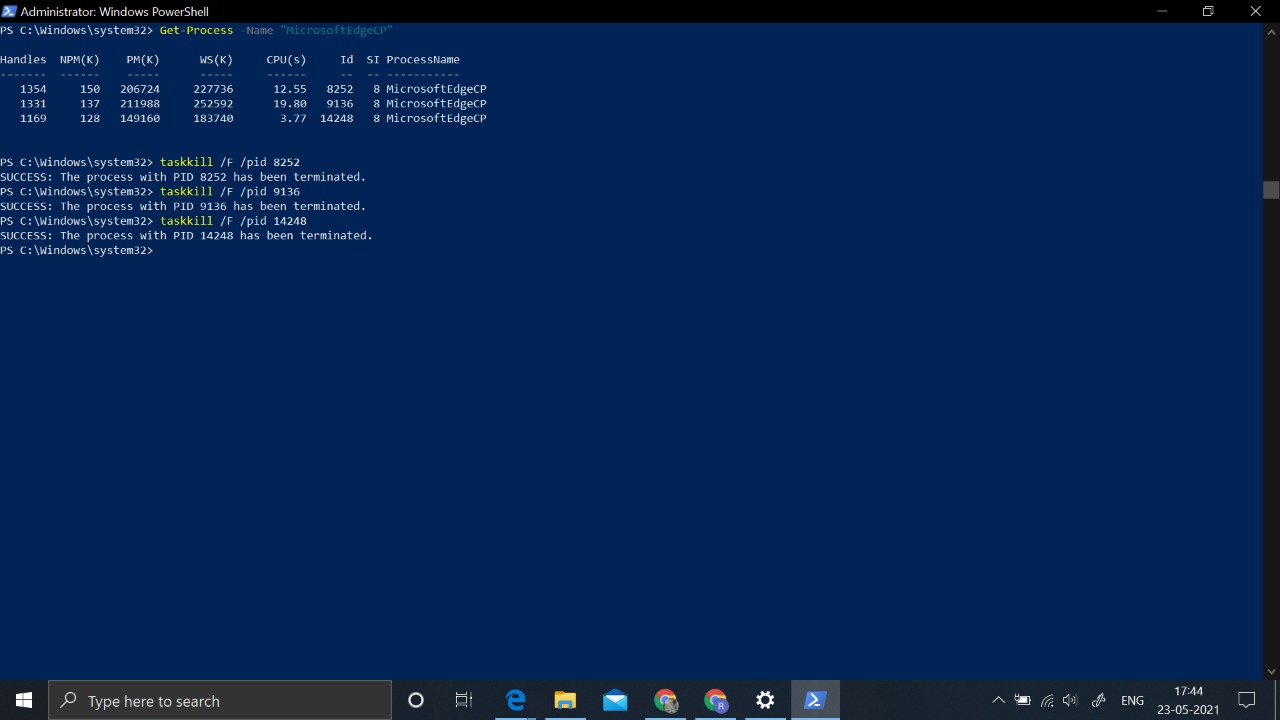 Administrator: Windows PowerShell
PS C:\Windows\system32> Get-Process -Name "MicrosoftEdgeCP"
Handles NPM(K) PM(K) WS(K) CPU(s) Id SI ProcessName
------- ------ ----- ----- ------ -- -- -----------
1354 150 206724 227736 12.55 8252 8 MicrosoftEdgeCP
1331 137 211988 252592 19.80 9136 8 MicrosoftEdgeCP
1169 128 149160 183740 3.77 14248 8 MicrosoftEdgeCP
PS C:\Windows\system32> taskkill /F /pid 8252
SUCCESS: The process with PID 8252 has been terminated.
PS C:\Windows\system32> taskkill /F /pid 9136
SUCCESS: The process with PID 9136 has been terminated.
PS C:\Windows\system32> taskkill /F /pid 14248
SUCCESS: The process with PID 14248 has been terminated.
PS C:\Windows\system32>
Type here to search
R
ENG
17:44
23-05-2021